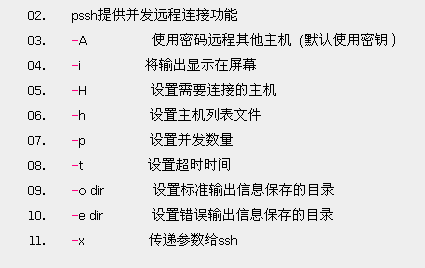 02. pssh提供并发远程连接功能
03. -A 使用密码远程其他主机（默认使用密钥）
04. -i 将输出显示在屏幕
05. -H 设置需要连接的主机
06. -h 设置主机列表文件
07. -p 设置并发数量
08. -t 设置超时时间
09. -o dir 设置标准输出信息保存的目录
10. -e dir 设置错误输出信息保存的目录
11. -x 传递参数给ssh